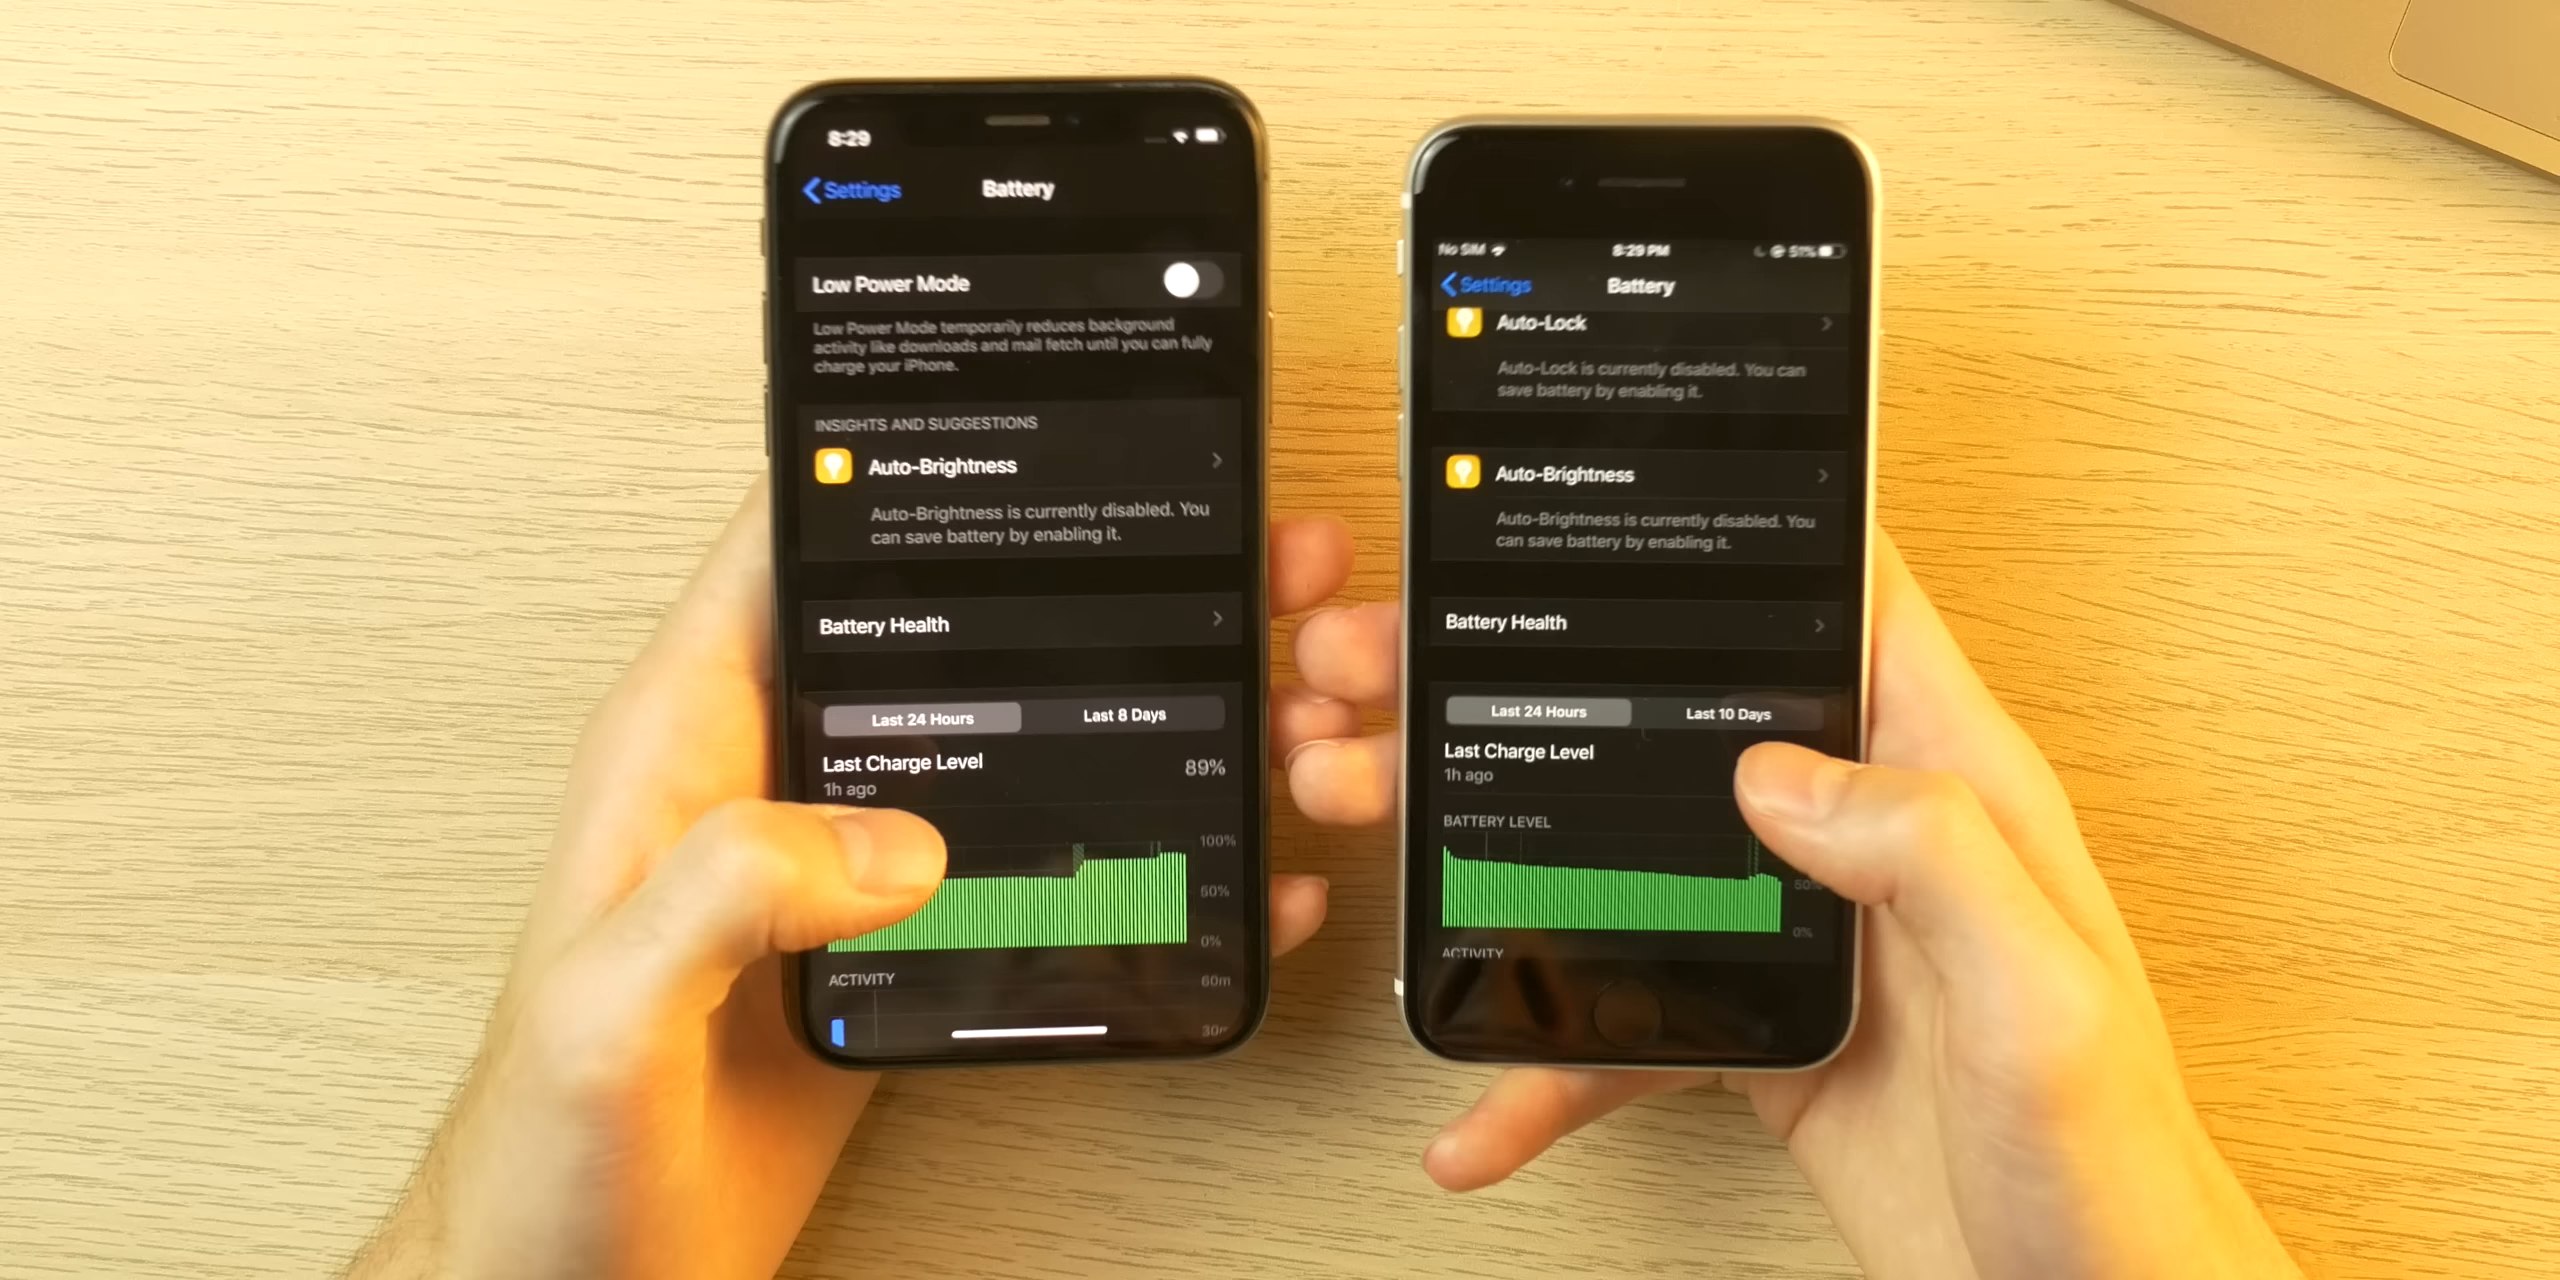 8:29
Settings
Battery
Low Power Mode
Low Power Mode temporarily reduces background
activity like downloads and mail fetch until you can fully
charge your iPhone.
INSIGHTS AND SUGGESTIONS
Auto-Brightness
Auto-Brightness is currently disabled. You
can save battery by enabling it.
Battery Health
Last 24 Hours
Last 8 Days
Last Charge Level
89%
1h ago
100%
50%
0%
ACTIVITY
60m
30m
No SIM
8:29 PM
51%
Settings
Battery
Auto-Lock
Auto-Lock is currently disabled. You can
save battery by enabling it.
Auto-Brightness
Auto-Brightness is currently disabled. You
can save battery by enabling it.
Battery Health
Last 24 Hours
Last 10 Days
Last Charge Level
1h ago
BATTERY LEVEL
50%
0%
ACTIVITY